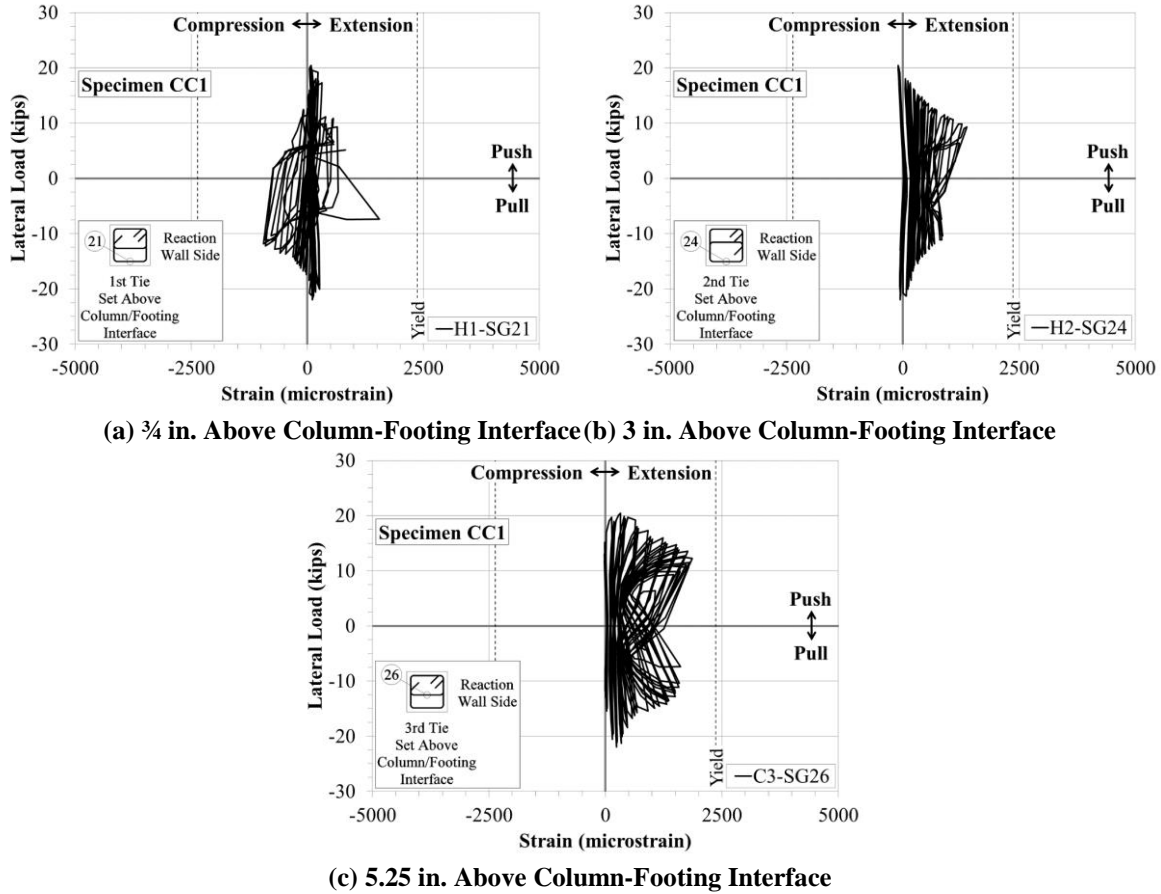 Compression Extension
Specimen CC1
Push
Pull
21
Reaction
Wall Side
1st Tie
Set Above
Column/Footing
Interface
Yield
H1-SG21
30
20
10
0
-10
-20
-30
-5000 -2500 0 2500 5000
Lateral Load (kips)
Strain (microstrain)
(a) ¾ in. Above Column-Footing Interface
Compression Extension
Specimen CC1
Push
Pull
24
Reaction
Wall Side
2nd Tie
Set Above
Column/Footing
Interface
Yield
H2-SG24
30
20
10
0
-10
-20
-30
-5000 -2500 0 2500 5000
Lateral Load (kips)
Strain (microstrain)
(b) 3 in. Above Column-Footing Interface
Compression Extension
Specimen CC1
Push
Pull
26
Reaction
Wall Side
3rd Tie
Set Above
Column/Footing
Interface
Yield
C3-SG26
30
20
10
0
-10
-20
-30
-5000 -2500 0 2500 5000
Lateral Load (kips)
Strain (microstrain)
(c) 5.25 in. Above Column-Footing Interface